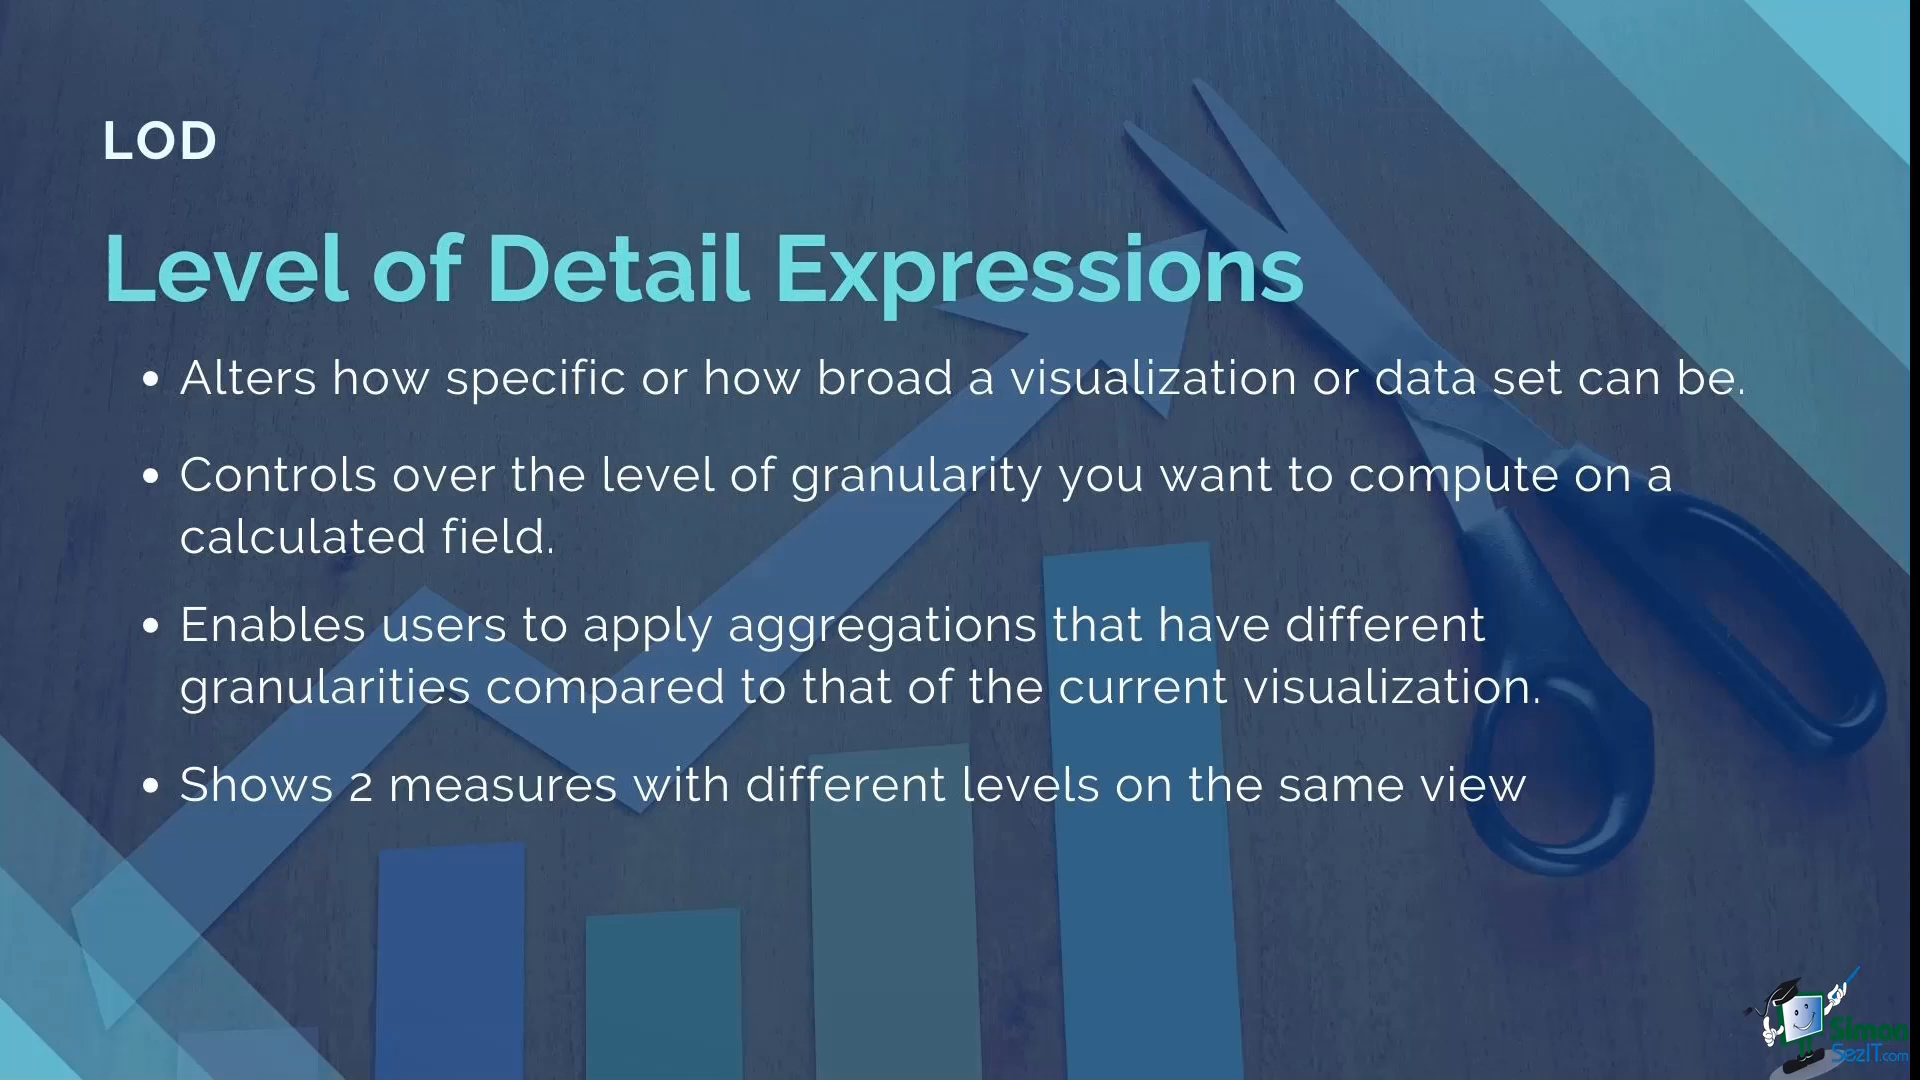 LOD
Level of Detail Expressions
• Alters how specific or how broad a visualization or data set can be.
• Controls over the level of granularity you want to compute on a
calculated field.
• Enables users to apply aggregations that have different
granularities compared to that of the current visualization.
• Shows 2 measures with different levels on the same view
Simon
SezIT.com